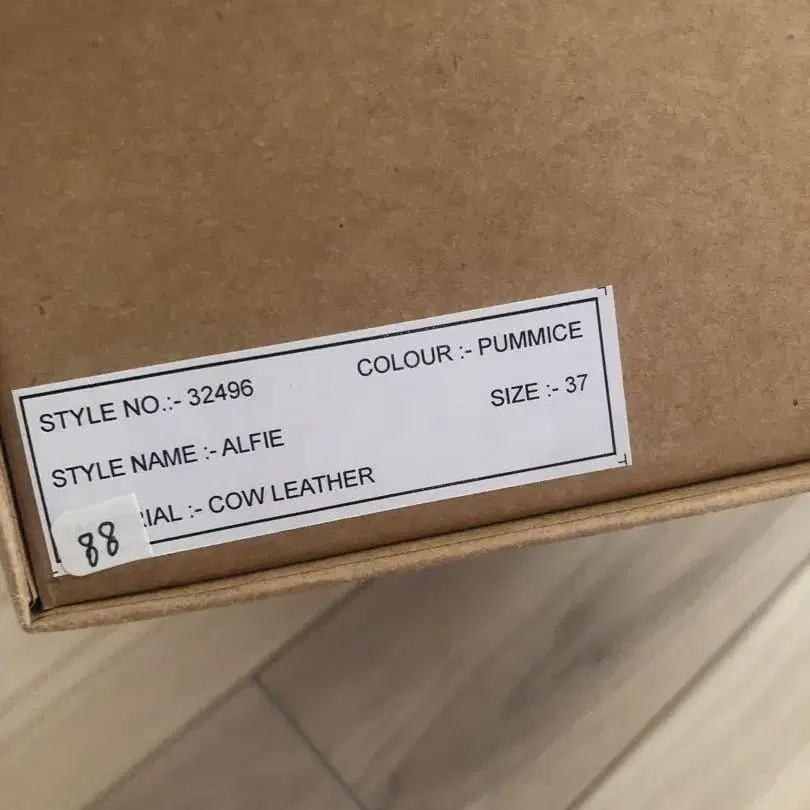 STYLE NO.:- 32496 COLOUR :- PUMMICE
STYLE NAME :- ALFIE SIZE :- 37
RIAL :- COW LEATHER
88